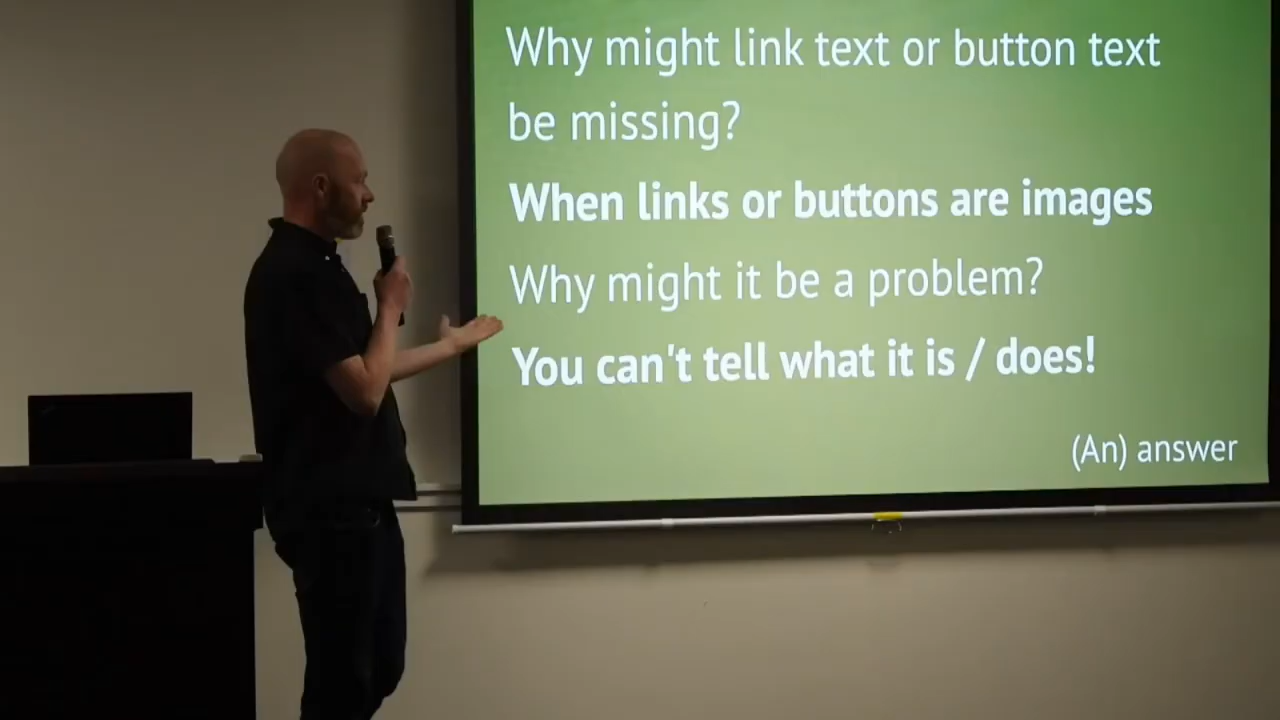 Why might link text or button text
be missing?
When links or buttons are images
Why might it be a problem?
You can't tell what it is / does!
(An) answer